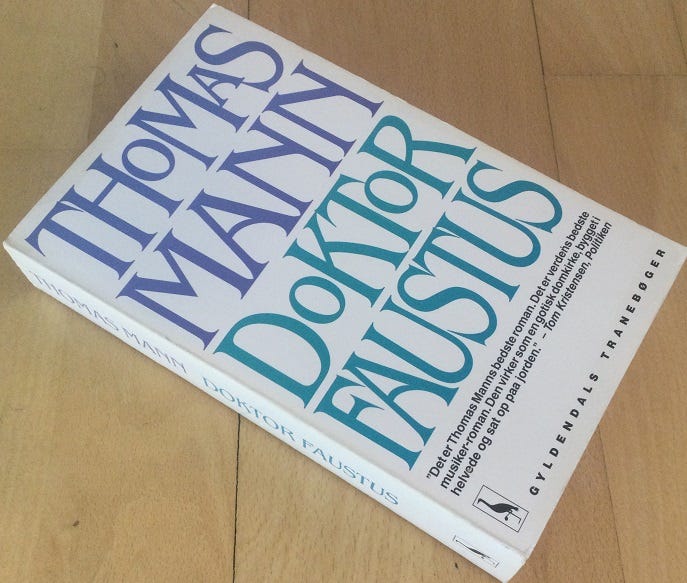 THOMAS
MANN
DOKTOR
FAUSTUS
"Det er Thomas Manns bedste roman. Det er verdens bedste
musiker-roman. Den virker som en gotisk domkirke, bygget i
helvede og sat op paa jorden." – Tom Kristensen, Politiken
GYLDENDALS TRANEBØGER
THOMAS MANN DOKTOR FAUSTUS